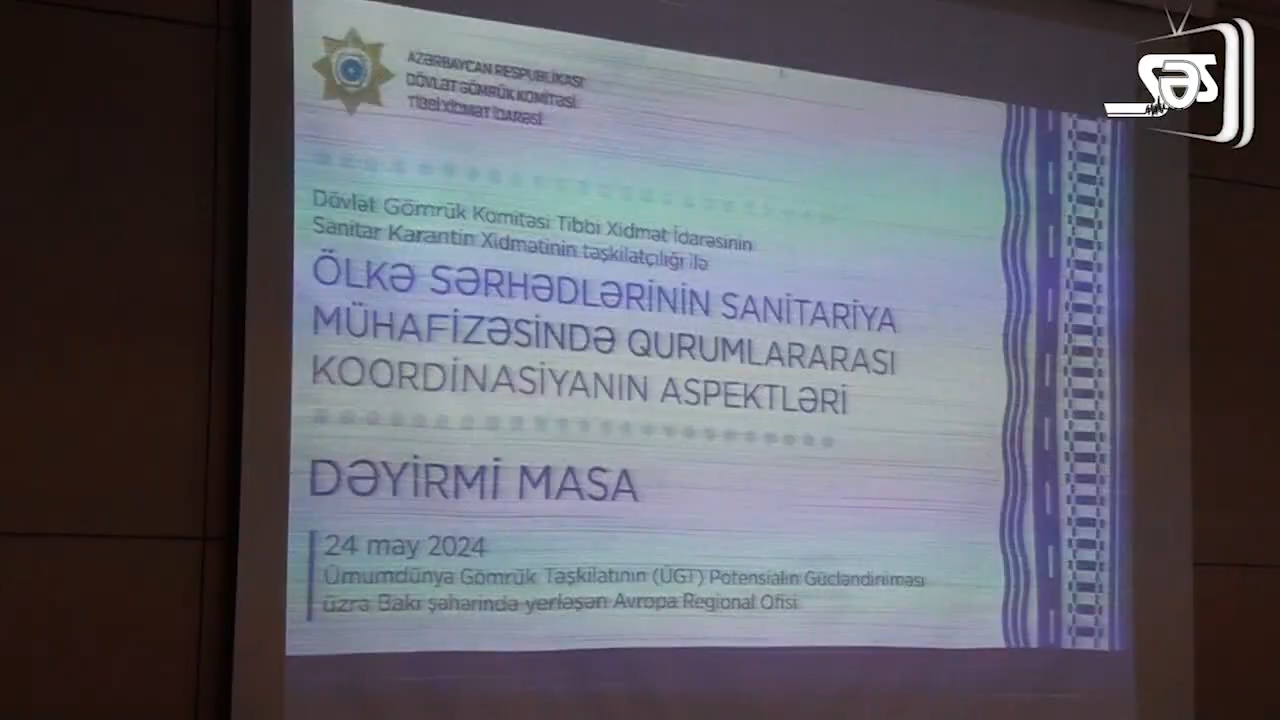 SƏS
AZƏRBAYCAN RESPUBLİKASI
DÖVLƏT GÖMRÜK KOMİTƏSİ
TİBBİ XİDMƏT İDARƏSİ
Dövlət Gömrük Komitəsi Tibbi Xidmət İdarəsinin
Sanitar Karantin Xidmətinin təşkilatçılığı ilə
ÖLKƏ SƏRHƏDLƏRİNİN SANİTARİYA
MÜHAFİZƏSİNDƏ QURUMLARARASI
KOORDİNASİYANIN ASPEKTLƏRİ
DƏYİRMİ MASA
24 may 2024
Ümumdünya Gömrük Təşkilatının (ÜGT) Potensialın Gücləndirilməsi
üzrə Bakı şəhərində yerləşən Avropa Regional Ofisi